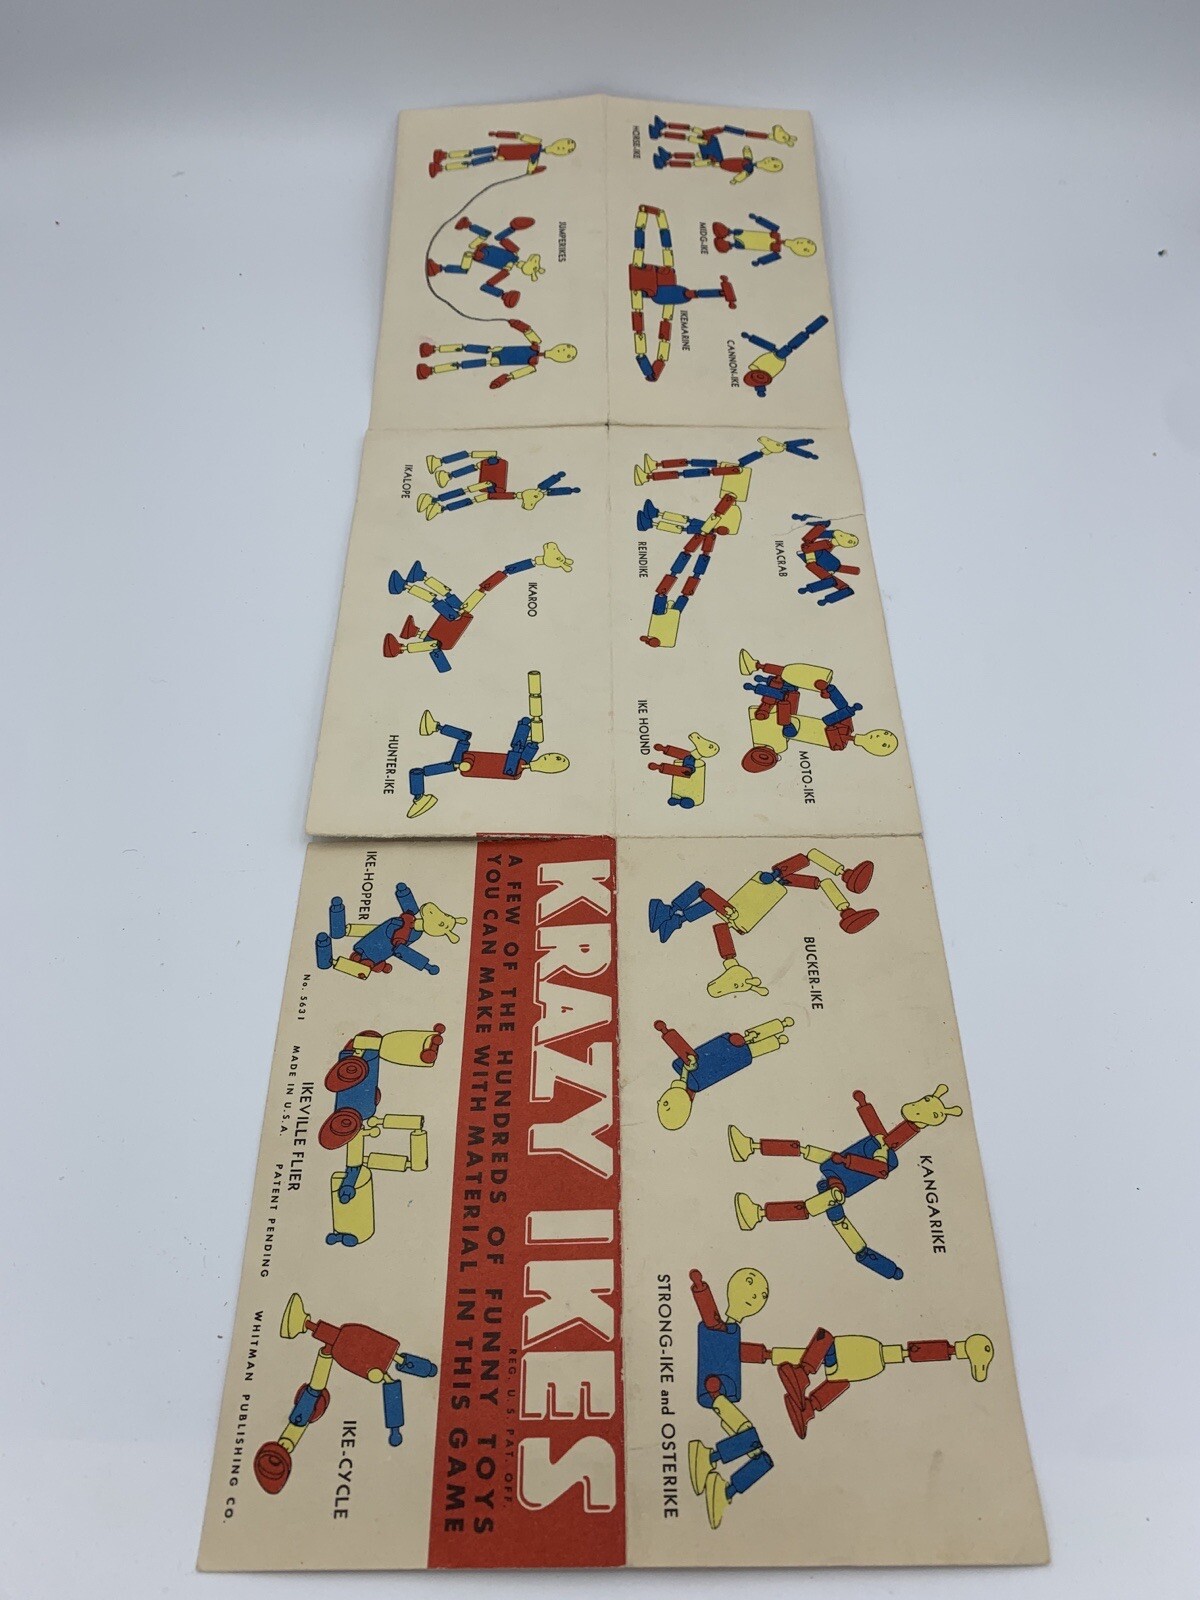 KRAZY IKES
REG. U. S. PAT. OFF.
A FEW OF THE HUNDREDS OF FUNNY TOYS
YOU CAN MAKE WITH MATERIAL IN THIS GAME
IKE-HOPPER
IKEVILLE FLIER
IKE-CYCLE
No. 5631 MADE IN U.S.A. PATENT PENDING WHITMAN PUBLISHING CO.
BUCKER-IKE
KANGARIKE
STRONG-IKE and OSTERIKE
IKACRAB
REINDIKE
MOTO-IKE
IKE HOUND
IKALOPE
IKAROO
HUNTER-IKE
HORSE-IKE
MIDG-IKE
IKEMARINE
CANNON-IKE
JUMPERIKES